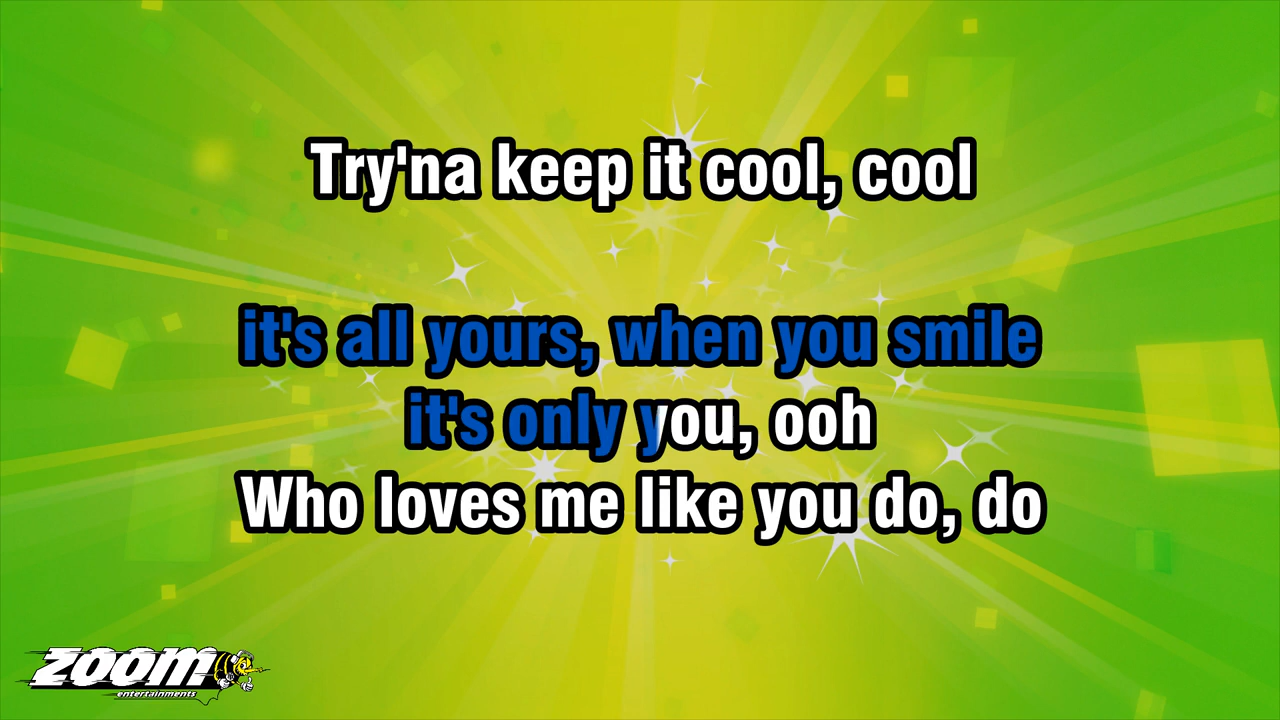 Try'na keep it cool, cool
it's all yours, when you smile
it's only you, ooh
Who loves me like you do, do
zoom
entertainments